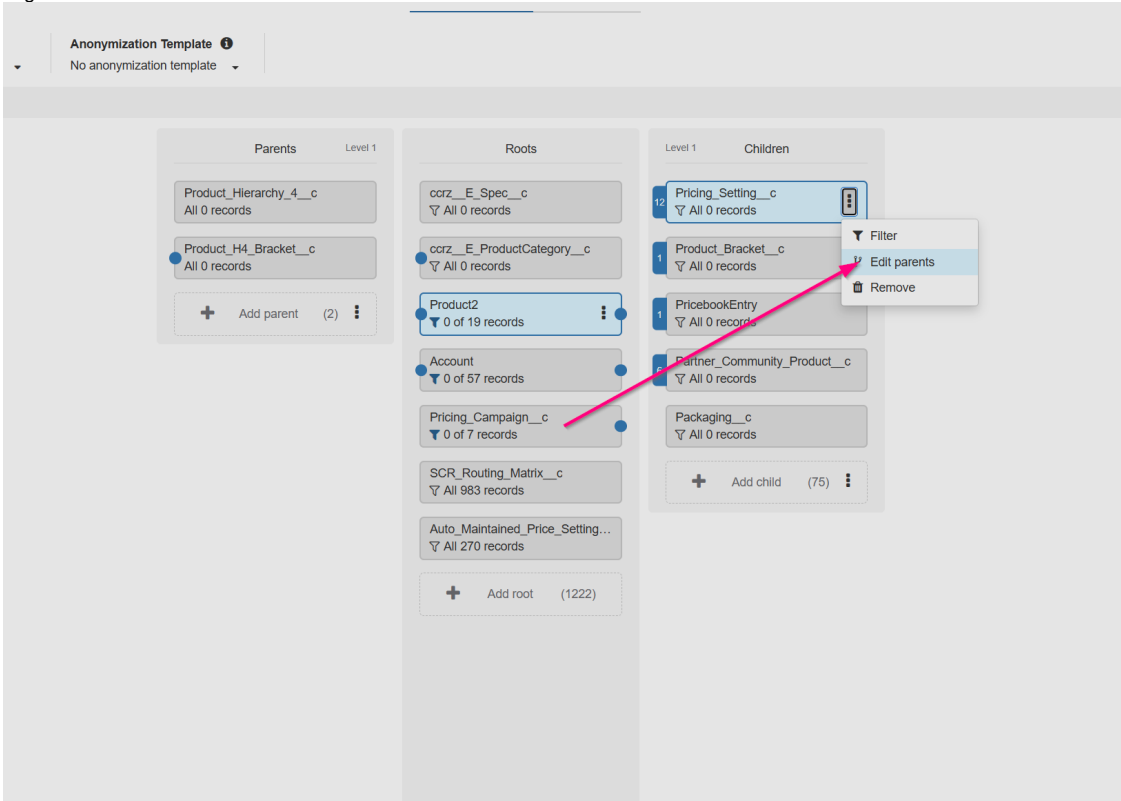 Anonymization Template
No anonymization template
Parents
Level 1
Product_Hierarchy_4__c
All 0 records
Product_H4_Bracket__c
All 0 records
Add parent (2)
Roots
ccrz__E_Spec__c
All 0 records
ccrz__E_ProductCategory__c
All 0 records
Product2
0 of 19 records
Account
0 of 57 records
Pricing_Campaign__c
0 of 7 records
SCR_Routing_Matrix__c
All 983 records
Auto_Maintained_Price_Setting...
All 270 records
Add root (1222)
Level 1
Children
12
Pricing_Setting__c
All 0 records
Filter
Edit parents
Remove
1
Product_Bracket__c
All 0 records
1
PricebookEntry
All 0 records
Partner_Community_Product__c
All 0 records
Packaging__c
All 0 records
Add child (75)